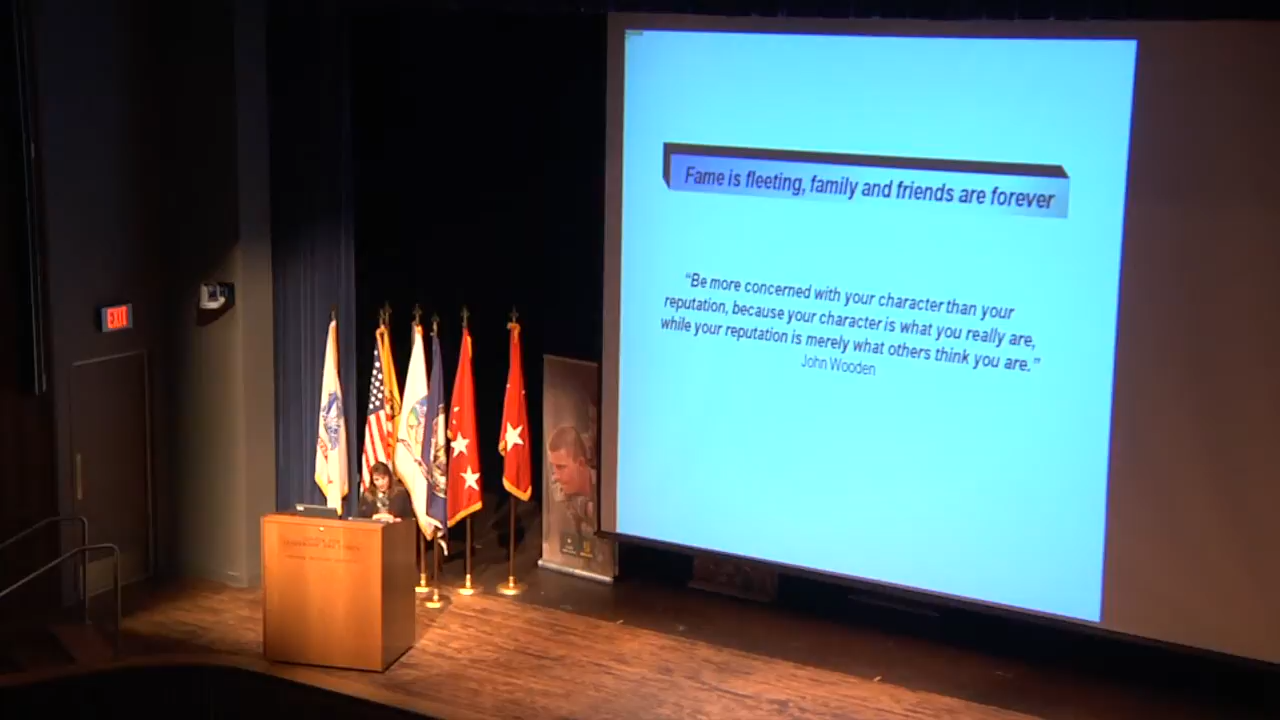 Fame is fleeting, family and friends are forever
“Be more concerned with your character than your
reputation, because your character is what you really are,
while your reputation is merely what others think you are.”
John Wooden
EXIT